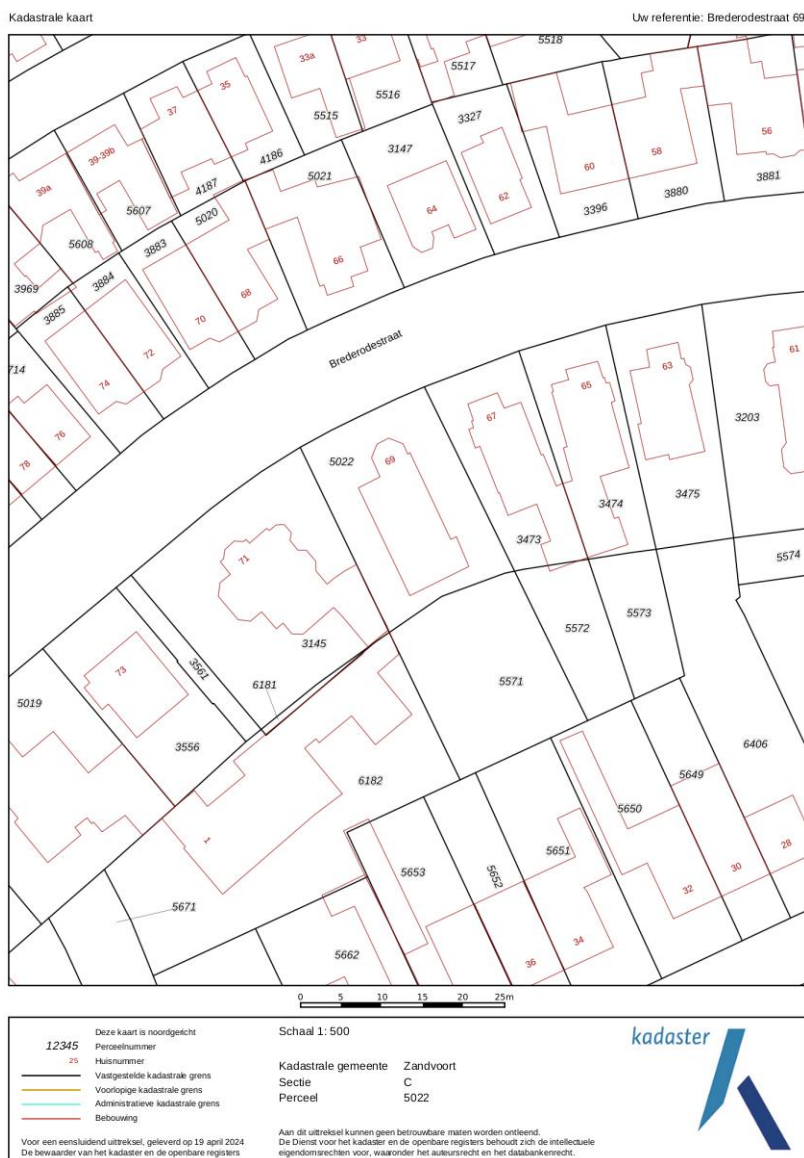 Kadastrale kaart
Uw referentie: Brederodestraat 69
5518
33
33a
5517
35
5516
37
5515
3327
56
39-39b
3147
58
4186
60
39a
5021
3881
4187
62
3880
5607
64
3396
5020
5608
3883
66
3884
3969
68
3885
70
Brederodestraat
61
72
63
714
74
65
3203
67
76
5022
69
78
3475
3474
3473
5574
71
5573
5572
3145
3561
73
6181
5571
5019
6406
3556
5649
6182
5650
1
5651
28
5653
30
5652
32
5671
34
5662
36
0 5 10 15 20 25m
Deze kaart is noordgericht
12345 Perceelnummer
25 Huisnummer
Vastgestelde kadastrale grens
Voorlopige kadastrale grens
Administratieve kadastrale grens
Bebouwing
Voor een eensluidend uittreksel, geleverd op 19 april 2024
De bewaarder van het kadaster en de openbare registers
Schaal 1: 500
Kadastrale gemeente Zandvoort
Sectie C
Perceel 5022
Aan dit uittreksel kunnen geen betrouwbare maten worden ontleend.
De Dienst voor het kadaster en de openbare registers behoudt zich de intellectuele
eigendomsrechten voor, waaronder het auteursrecht en het databankenrecht.
kadaster